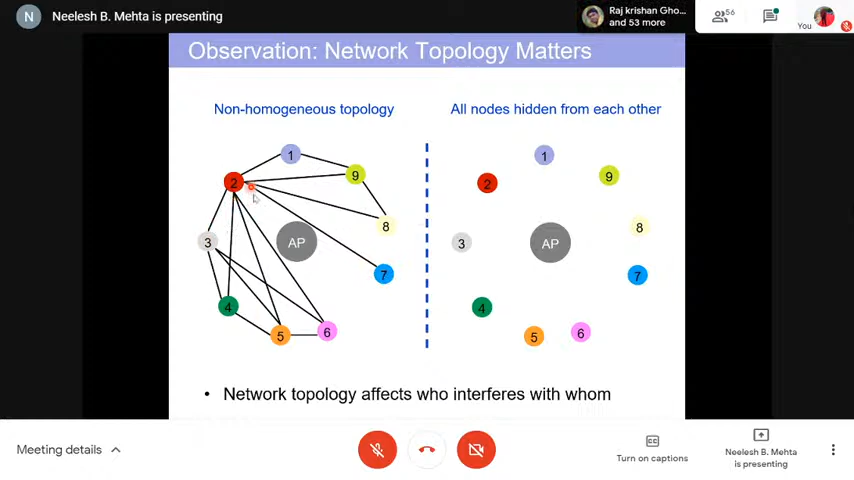 N Neelesh B. Mehta is presenting
Raj krishan Gho...
and 53 more
56
You
Observation: Network Topology Matters
Non-homogeneous topology
All nodes hidden from each other
1
2
9
3
AP
8
7
4
5
6
1
2
9
3
AP
8
7
4
5
6
• Network topology affects who interferes with whom
Meeting details
CC
Turn on captions
Neelesh B. Mehta
is presenting